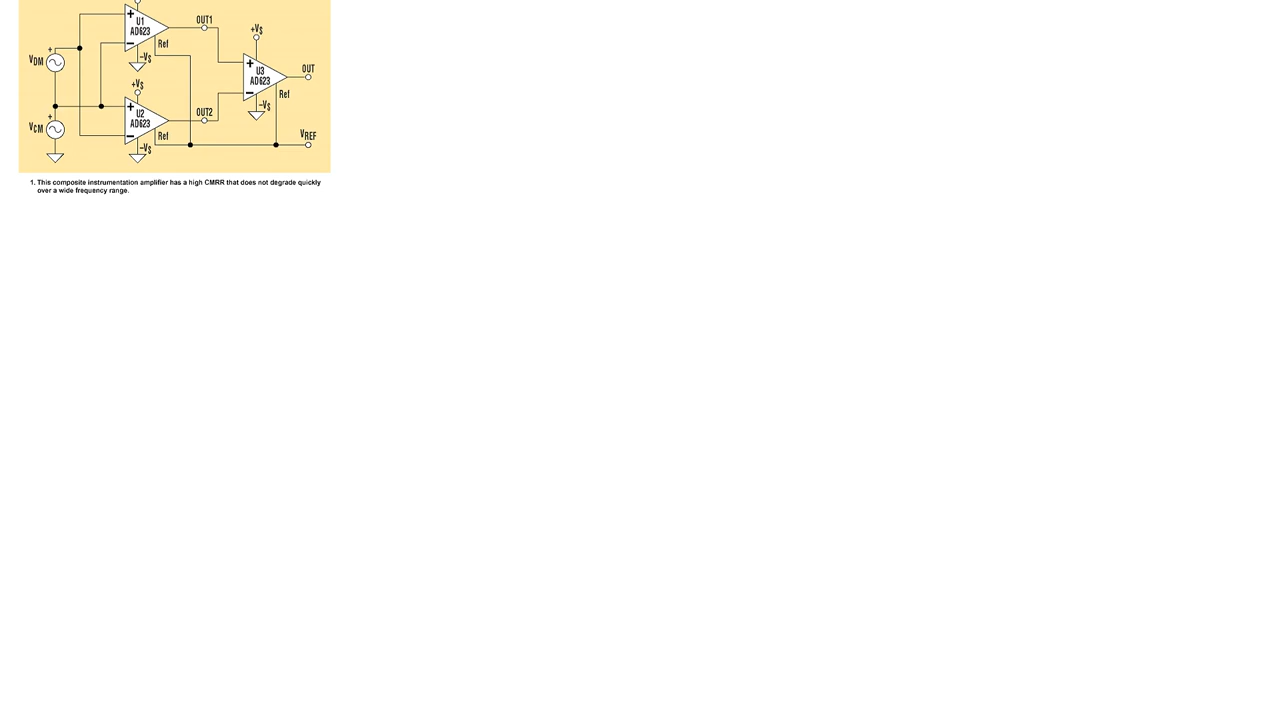 U1
AD623
OUT1
+VS
Ref
–VS
+
VDM
U3
AD623
OUT
+VS
Ref
–VS
U2
AD623
OUT2
+
VCM
Ref
VREF
–VS
1. This composite instrumentation amplifier has a high CMRR that does not degrade quickly
over a wide frequency range.